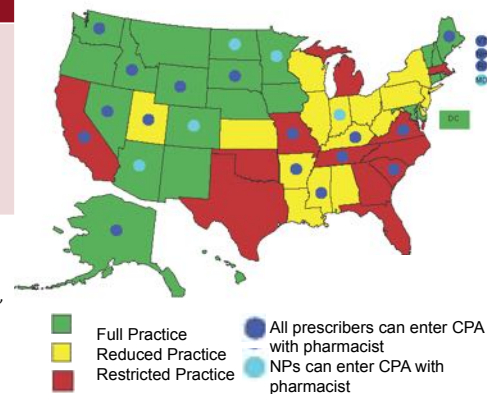 DC
Full Practice
Reduced Practice
Restricted Practice
All prescribers can enter CPA
with pharmacist
NPs can enter CPA with
pharmacist